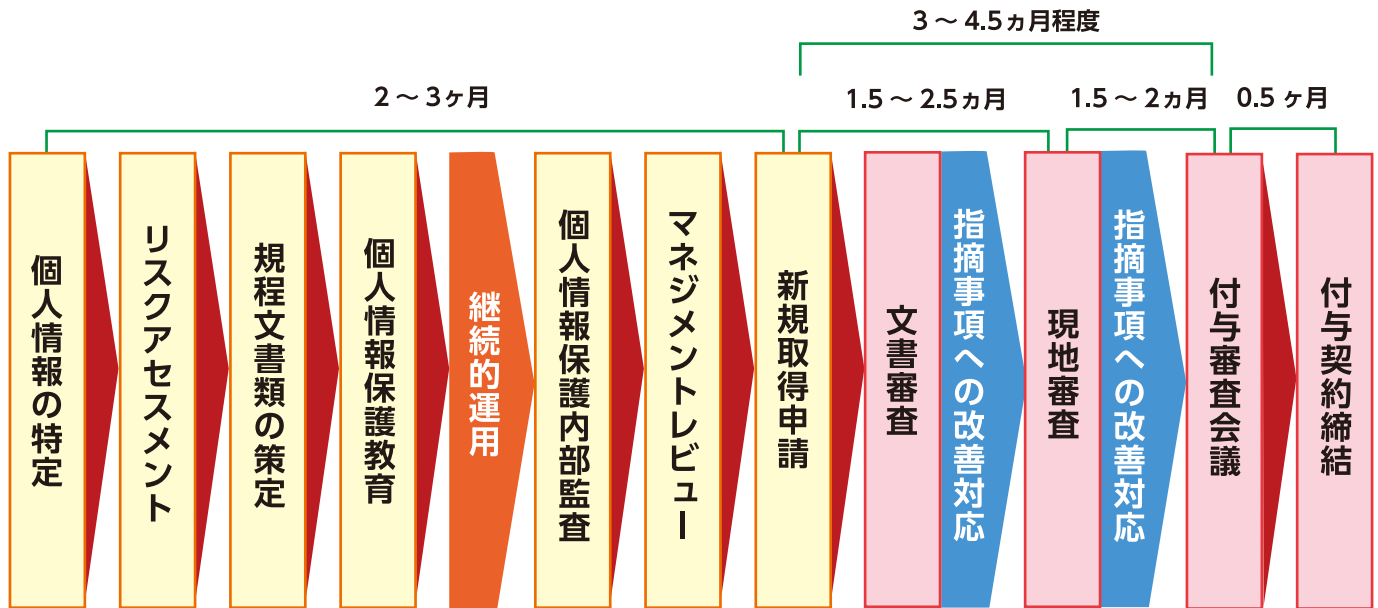 3 ～ 4.5ヵ月程度
2 ～ 3ヶ月
1.5 ～ 2.5ヵ月
1.5 ～ 2ヵ月
0.5 ヶ月
個人情報の特定
リスクアセスメント
規程文書類の策定
個人情報保護教育
継続的運用
個人情報保護内部監査
マネジメントレビュー
新規取得申請
文書審査
指摘事項への改善対応
現地審査
指摘事項への改善対応
付与審査会議
付与契約締結